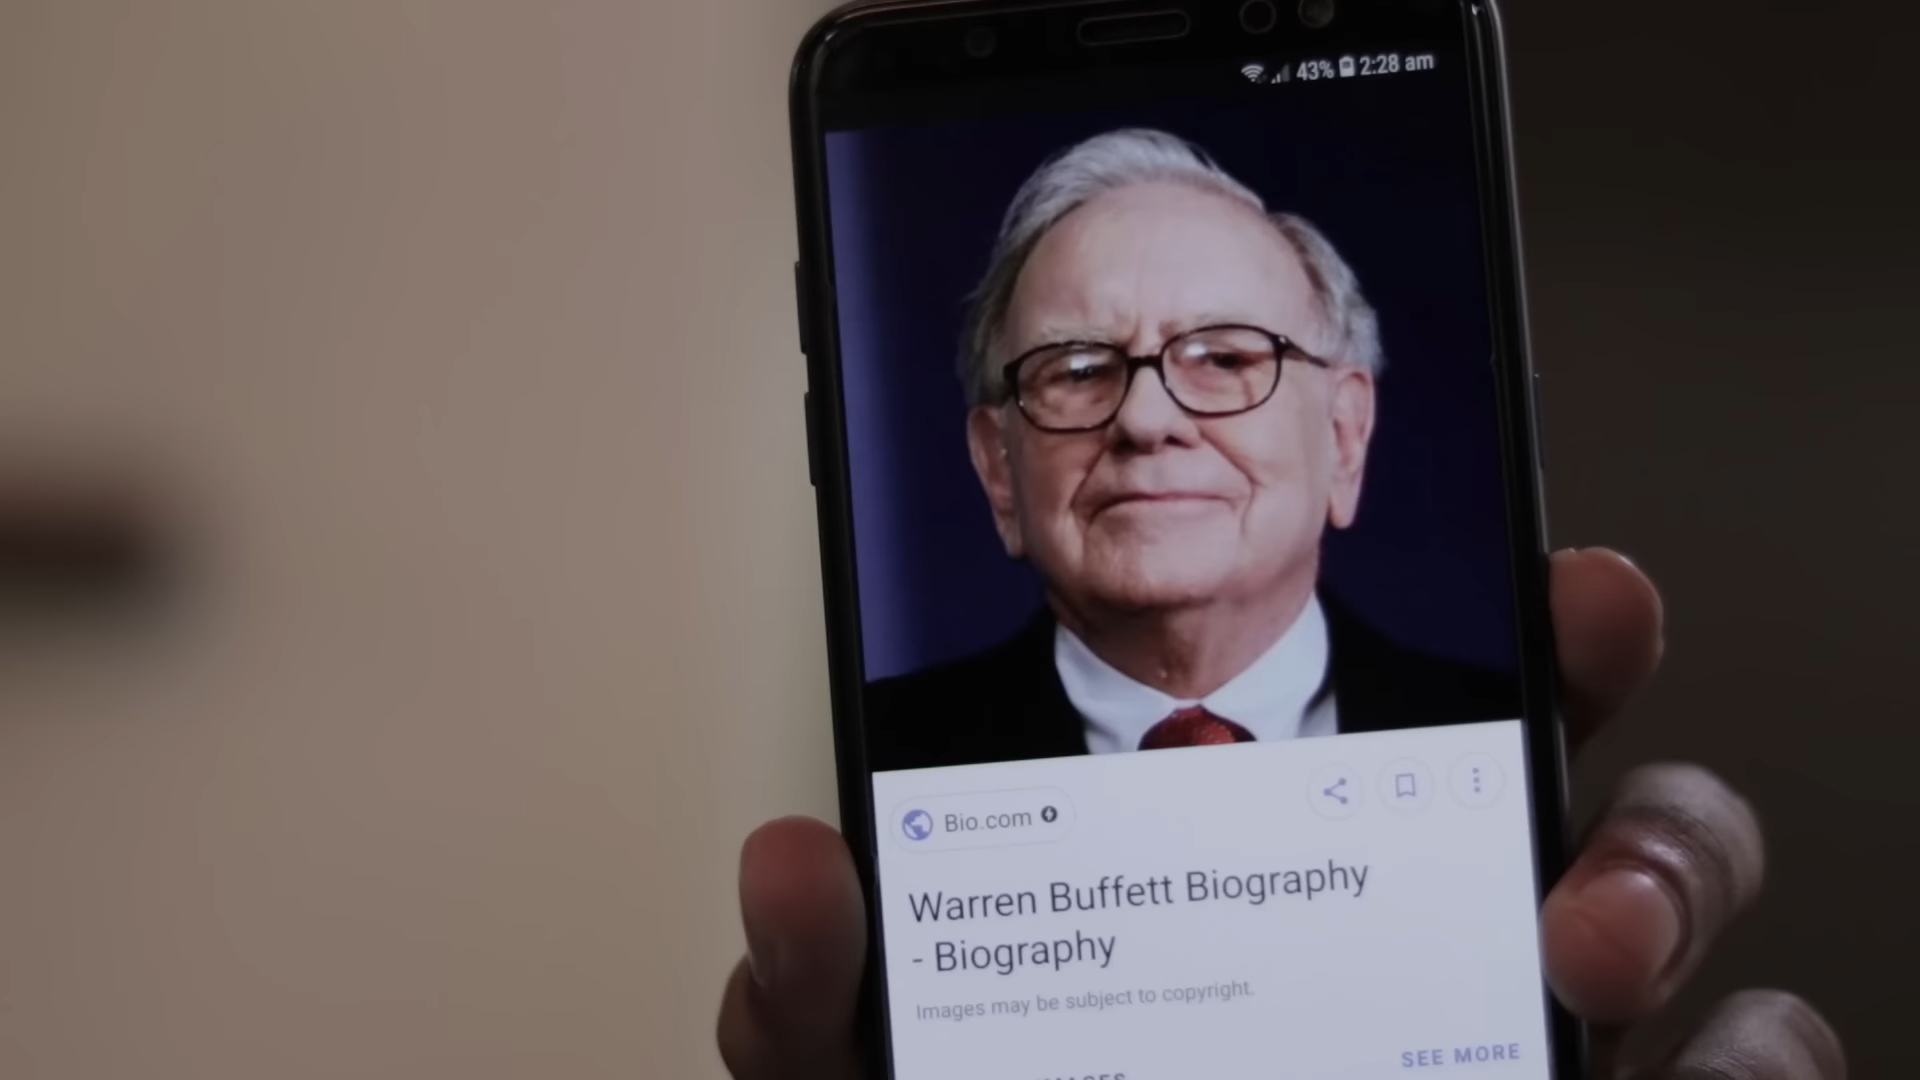 43% 2:28 am
Bio.com
Warren Buffett Biography
- Biography
Images may be subject to copyright.
SEE MORE